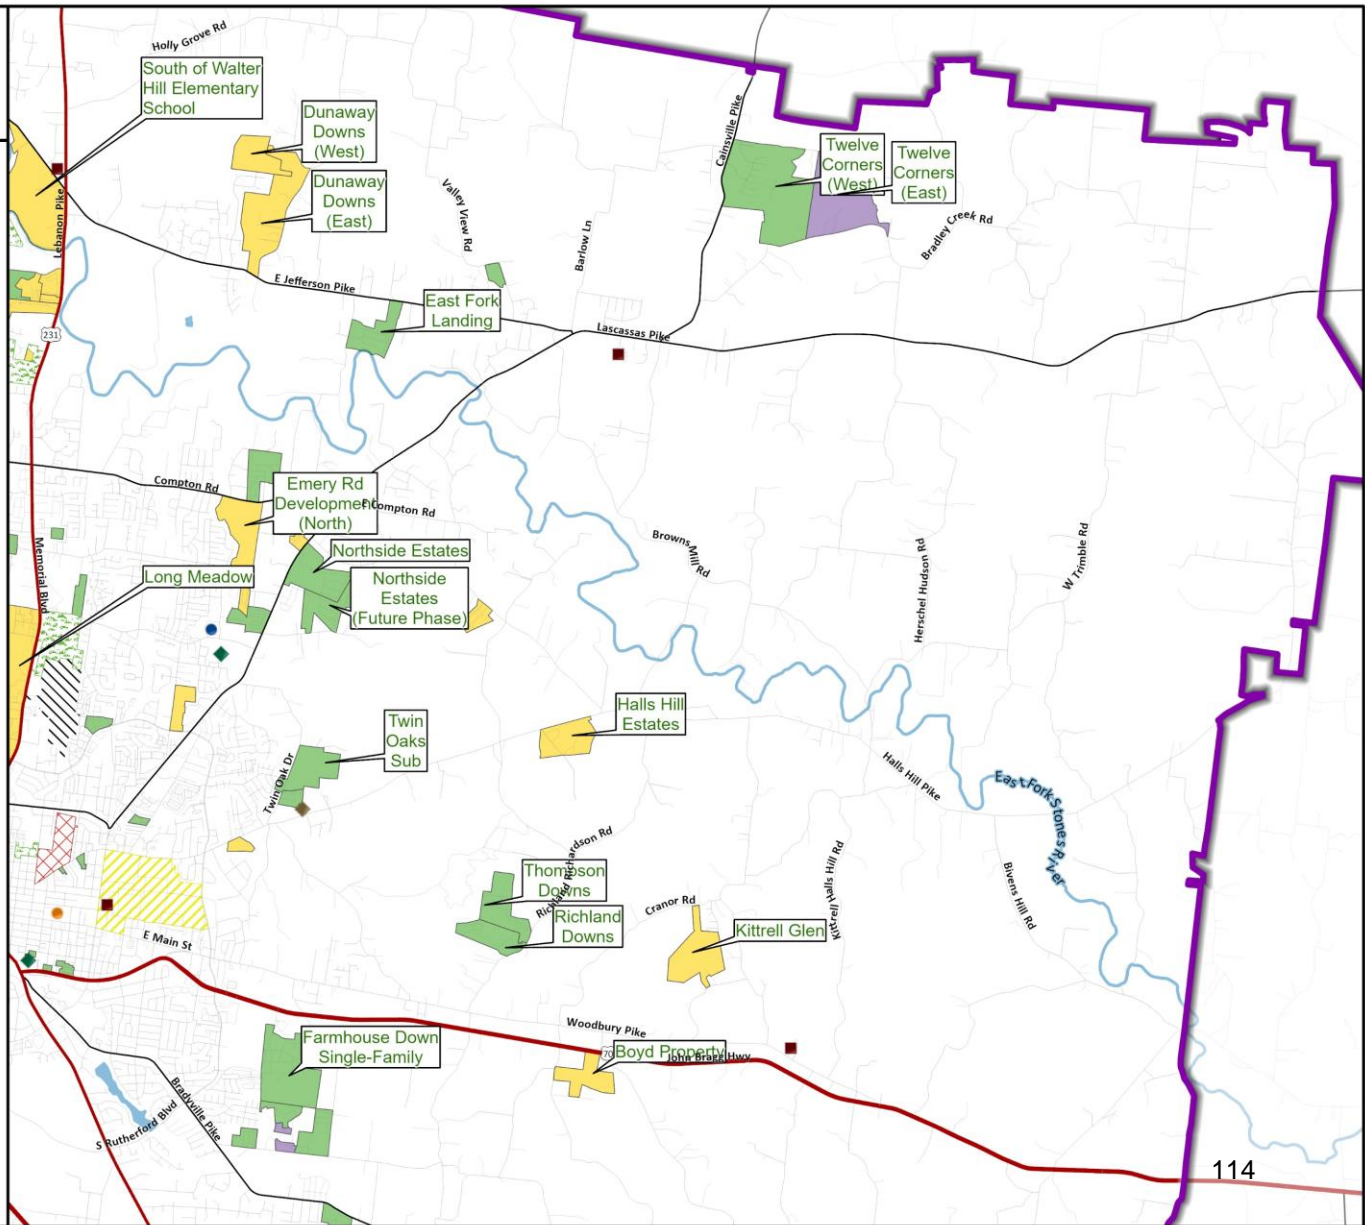 Holly Grove Rd
South of Walter
Hill Elementary
School
Dunaway
Downs
(West)
Dunaway
Downs
(East)
Cainsville Pike
Twelve
Corners
(West)
Twelve
Corners
(East)
Lebanon Pike
Valley View Rd
Barlow Ln
Bradley Creek Rd
E Jefferson Pike
East Fork
Landing
Lascassas Pike
231
Compton Rd
Emery Rd
Development
(North)
E Compton Rd
Memorial Blvd
Northside Estates
Long Meadow
Northside
Estates
(Future Phase)
Browns Mill Rd
Herschel Hudson Rd
W Trimble Rd
Halls Hill
Estates
Twin
Oaks
Sub
Twin Oak Dr
Halls Hill Pike
East Fork Stones River
Richland Richardson Rd
Thompson
Downs
Richland
Downs
Cranor Rd
Kittrell Halls Hill Rd
Bivens Hill Rd
Kittrell Glen
E Main St
Woodbury Pike
Farmhouse Down
Single-Family
70
Boyd Property
John Bragg Hwy
Bradyville Pike
S Rutherford Blvd
114